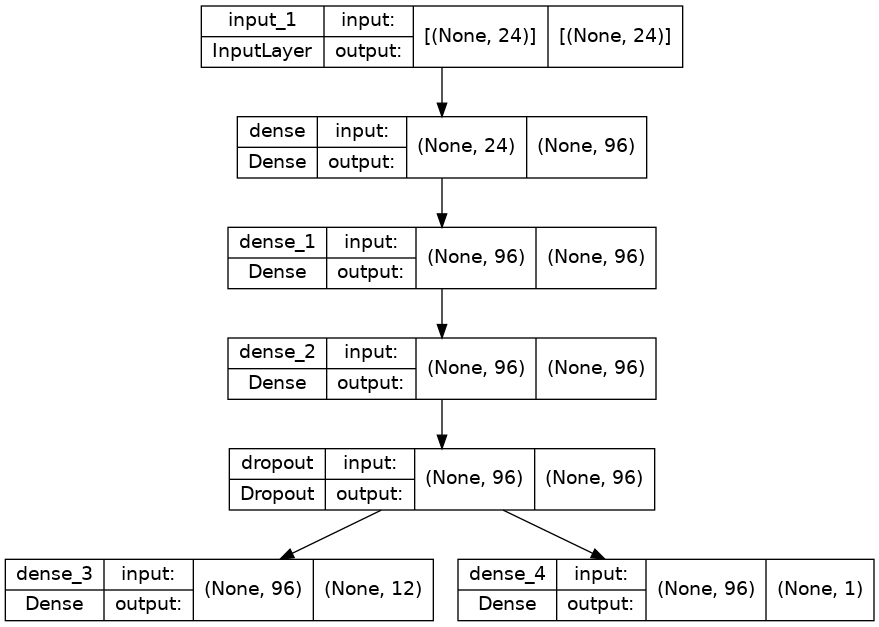 input_1 input: [(None, 24)] [(None, 24)]
InputLayer output:
dense input: (None, 24) (None, 96)
Dense output:
dense_1 input: (None, 96) (None, 96)
Dense output:
dense_2 input: (None, 96) (None, 96)
Dense output:
dropout input: (None, 96) (None, 96)
Dropout output:
dense_3 input: (None, 96) (None, 12)
Dense output:
dense_4 input: (None, 96) (None, 1)
Dense output: